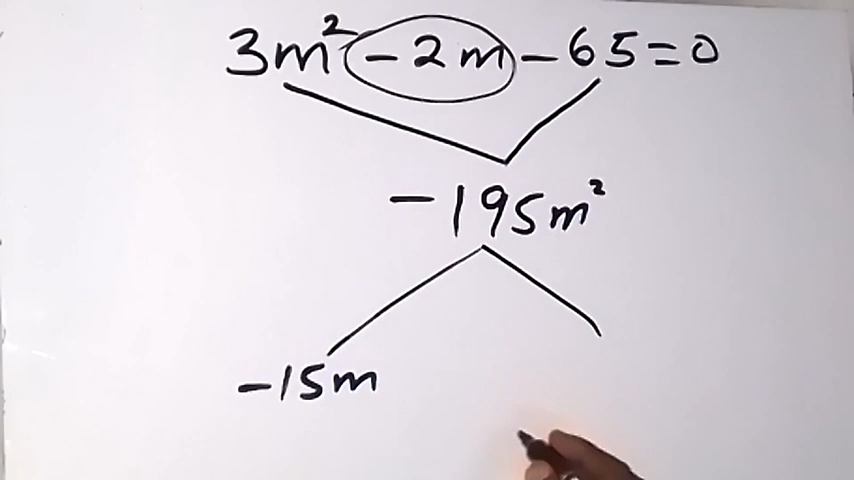 3m² - 2m - 65 = 0
- 195m²
- 15m